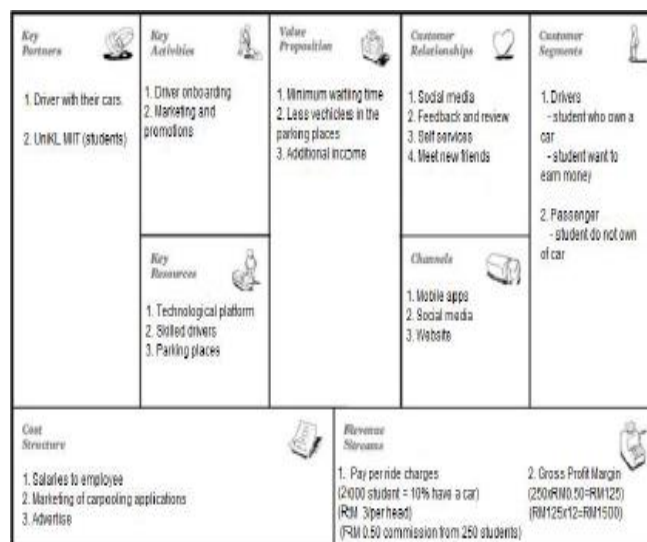 Key
Partners
1. Driver with their cars.
2. UniKL MIIT (students)
Key
Activities
1. Driver onboarding
2. Marketing and
promotions
Key
Resources
1. Technological platform
2. Skilled drivers
3. Parking places
Value
Proposition
1. Minimum waitling time
2. Less vechicless in the
parking places
3. Additional income
Customer
Relationships
1. Social media
2. Feedback and review
3. Self services
4. Meet new friends
Channels
1. Mobile apps
2. Social media
3. Website
Customer
Segments
1. Drivers
- student who own a
car
- student want to
earn money
2. Passenger
- student do not own
of car
Cost
Structure
1. Salaries to employee
2. Marketing of carpooling applications
3. Advertise
Revenue
Streams
1. Pay per ride charges
(2000 student = 10% have a car)
(RM 3/per head)
(RM 0.50 commission from 250 students)
2. Gross Profit Margin
(250xRM0.50=RM125)
(RM125x12=RM1500)